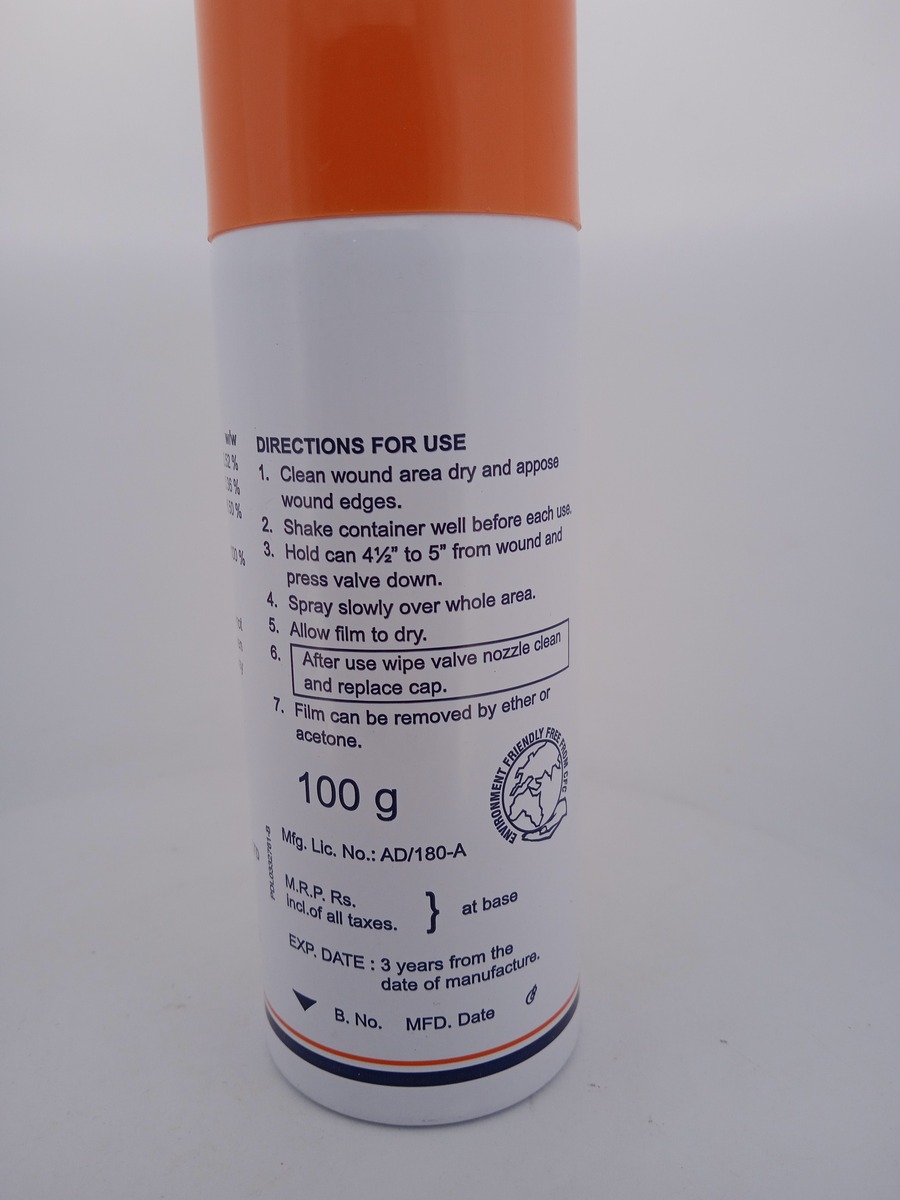 w/w
DIRECTIONS FOR USE
1. Clean wound area dry and appose
wound edges.
2. Shake container well before each use.
3. Hold can 4½” to 5” from wound and
press valve down.
4. Spray slowly over whole area.
5. Allow film to dry.
6. After use wipe valve nozzle clean
and replace cap.
7. Film can be removed by ether or
acetone.
ENVIRONMENT FRIENDLY FREE FROM CFC
100 g
Mfg. Lic. No.: AD/180-A
M.R.P. Rs.
Incl.of all taxes. } at base
EXP. DATE : 3 years from the
date of manufacture.
B. No. MFD. Date